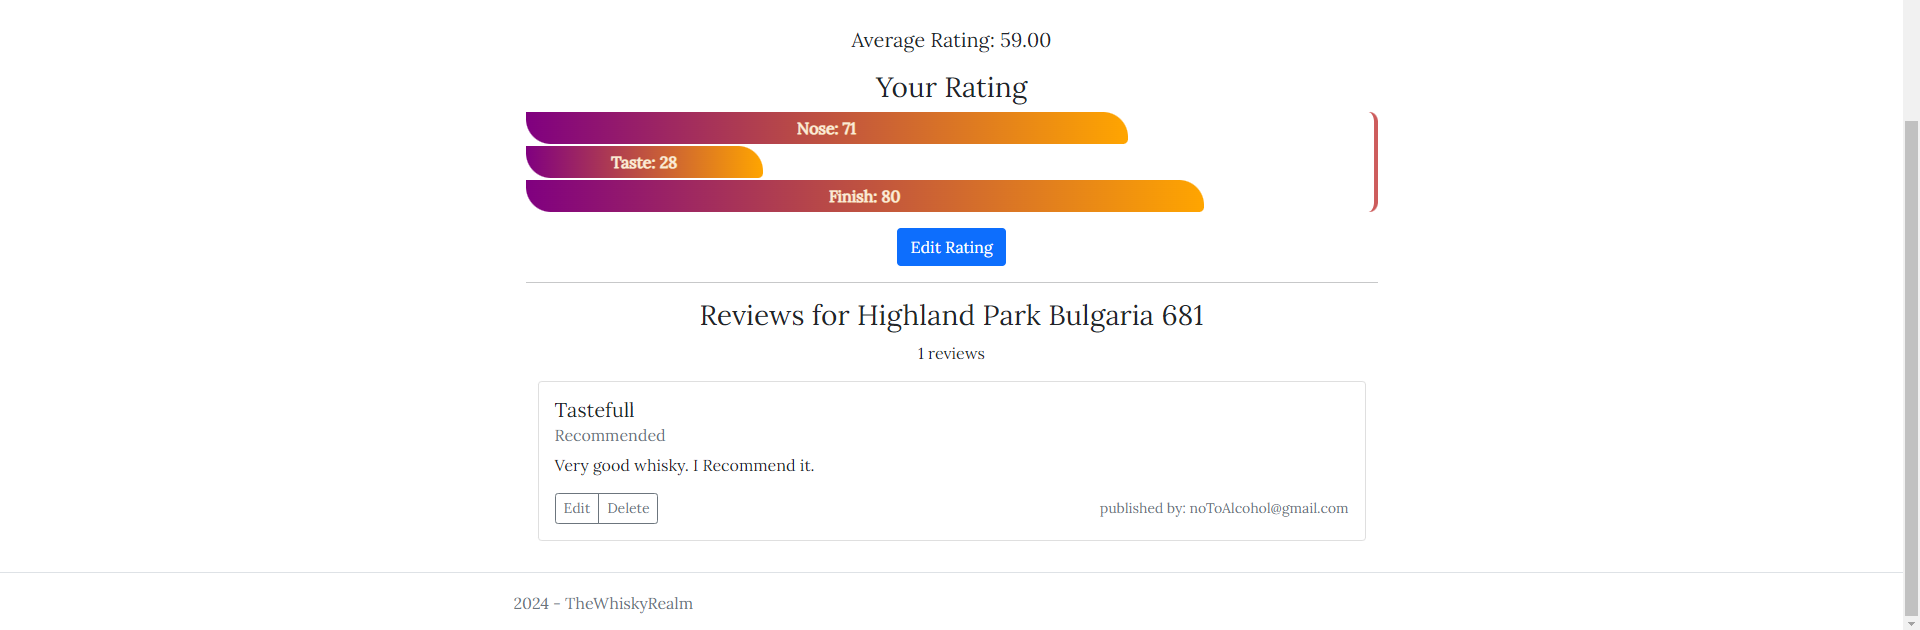 Average Rating: 59.00
Your Rating
Nose: 71
Taste: 28
Finish: 80
Edit Rating
Reviews for Highland Park Bulgaria 681
1 reviews
Tastefull
Recommended
Very good whisky. I Recommend it.
Edit Delete published by: noToAlcohol@gmail.com
2024 - TheWhiskyRealm